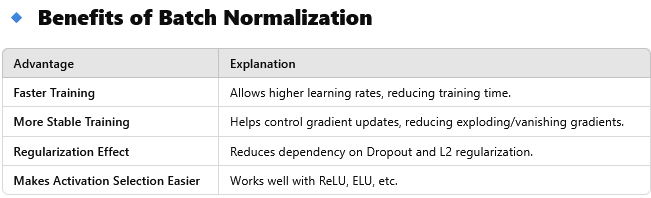 Benefits of Batch Normalization
Advantage Explanation
Faster Training Allows higher learning rates, reducing training time.
More Stable Training Helps control gradient updates, reducing exploding/vanishing gradients.
Regularization Effect Reduces dependency on Dropout and L2 regularization.
Makes Activation Selection Easier Works well with ReLU, ELU, etc.